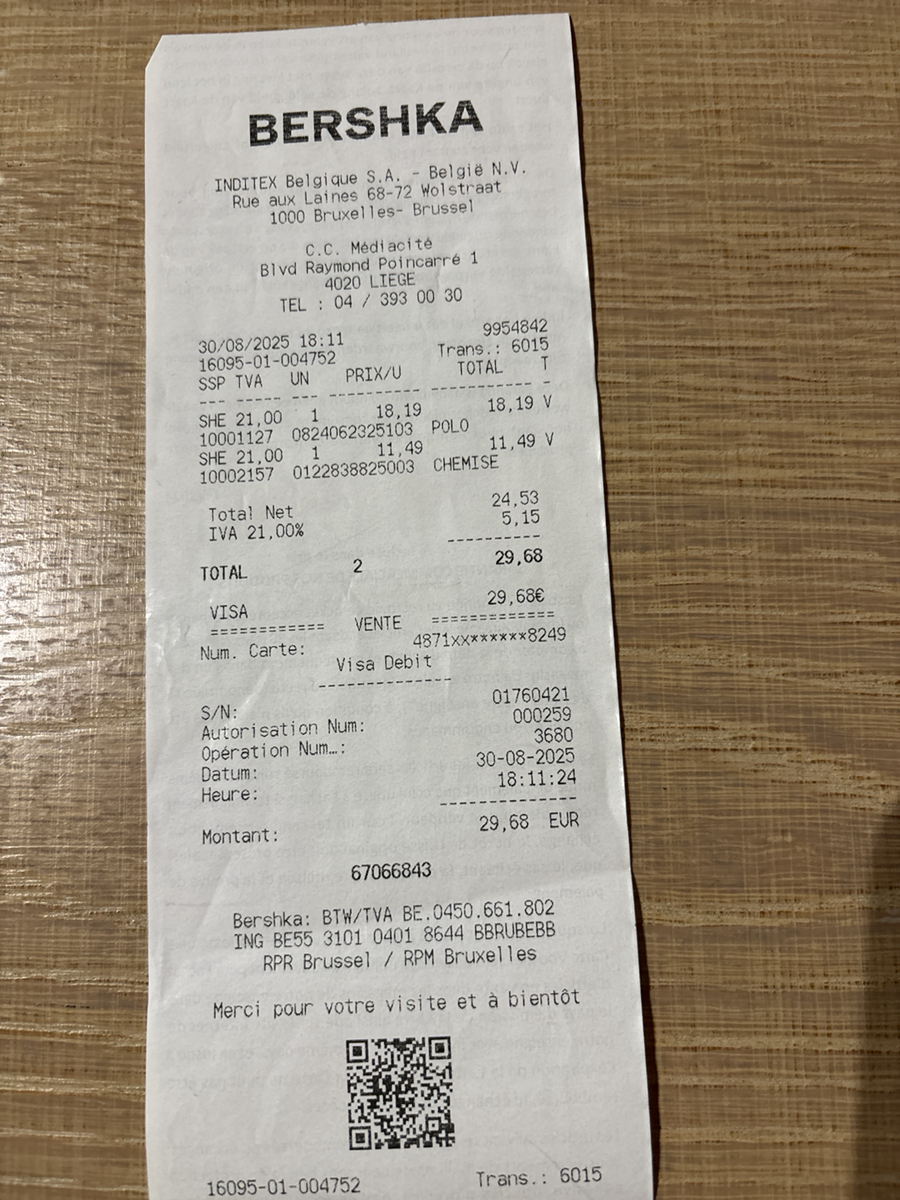 BERSHKA
INDITEX Belgique S.A. - België N.V.
Rue aux Laines 68-72 Wolstraat
1000 Bruxelles- Brussel
C.C. Médiacité
Blvd Raymond Poincarré 1
4020 LIEGE
TEL : 04 / 393 00 30
30/08/2025 18:11 9954842
16095-01-004752 Trans.: 6015
SSP TVA UN PRIX/U TOTAL T
--- ----- --- --------- ----------- -
SHE 21,00 1 18,19 18,19 V
10001127 0824062325103 POLO
SHE 21,00 1 11,49 11,49 V
10002157 0122838825003 CHEMISE
Total Net 24,53
IVA 21,00% 5,15
----------
TOTAL 2 29,68
VISA 29,68€
============ VENTE =============
Num. Carte: 4871xx******8249
Visa Debit
--------------
S/N: 01760421
Autorisation Num: 000259
Opération Num…: 3680
Datum: 30-08-2025
Heure: 18:11:24
--------------
Montant: 29,68 EUR
67066843
Bershka: BTW/TVA BE.0450.661.802
ING BE55 3101 0401 8644 BBRUBEBB
RPR Brussel / RPM Bruxelles
Merci pour votre visite et à bientôt
16095-01-004752 Trans.: 6015